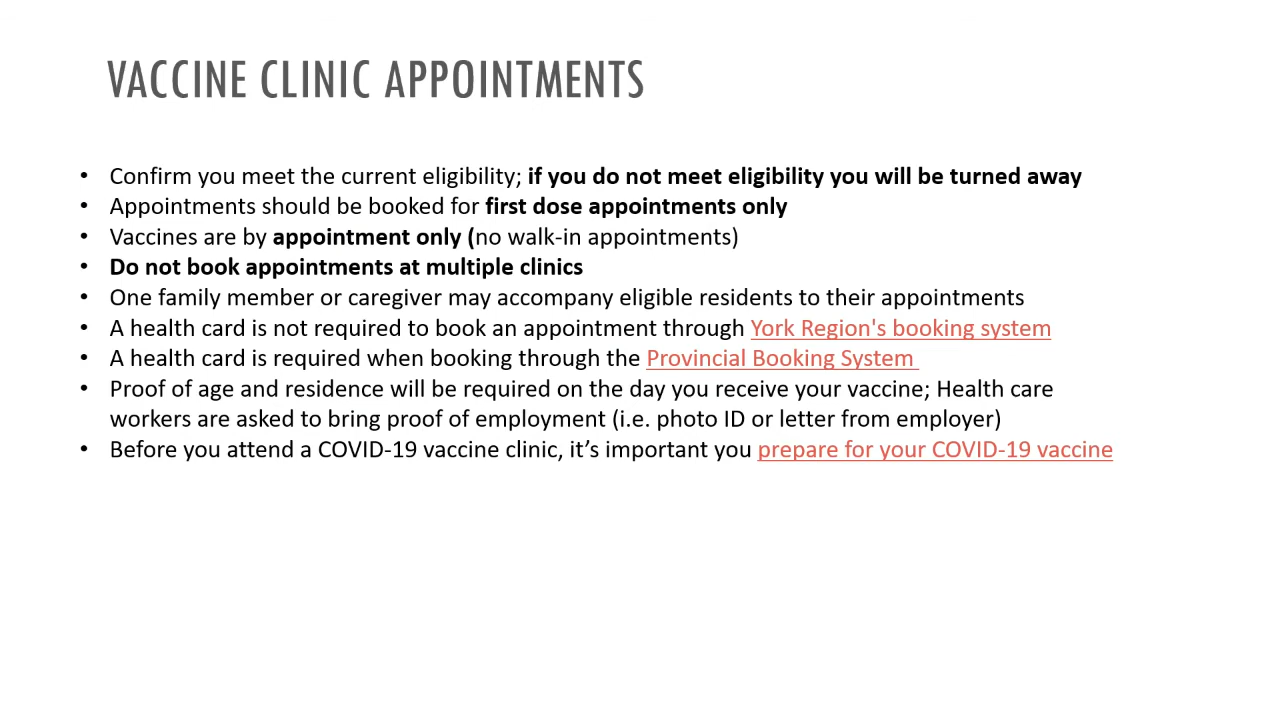 VACCINE CLINIC APPOINTMENTS
• Confirm you meet the current eligibility; if you do not meet eligibility you will be turned away
• Appointments should be booked for first dose appointments only
• Vaccines are by appointment only (no walk-in appointments)
• Do not book appointments at multiple clinics
• One family member or caregiver may accompany eligible residents to their appointments
• A health card is not required to book an appointment through York Region's booking system
• A health card is required when booking through the Provincial Booking System
• Proof of age and residence will be required on the day you receive your vaccine; Health care
workers are asked to bring proof of employment (i.e. photo ID or letter from employer)
• Before you attend a COVID-19 vaccine clinic, it’s important you prepare for your COVID-19 vaccine